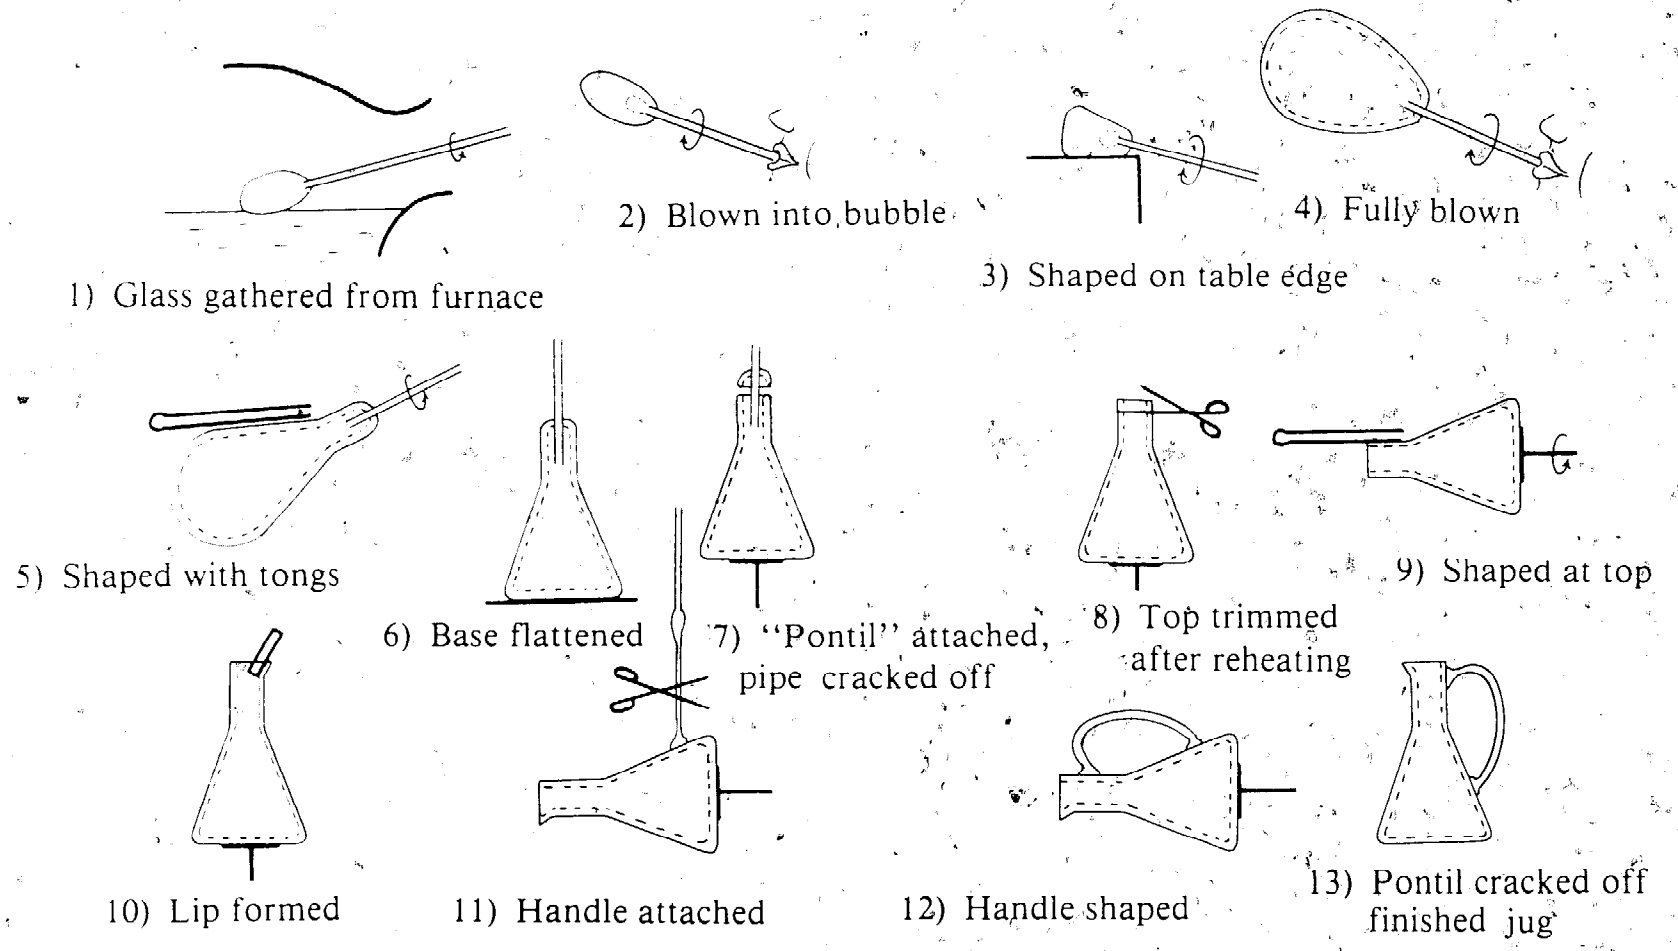 1) Glass gathered from furnace
2) Blown into bubble
3) Shaped on table edge
4) Fully blown
5) Shaped with tongs
6) Base flattened
7) "Pontil" attached,
pipe cracked off
8) Top trimmed
after reheating
9) Shaped at top
10) Lip formed
11) Handle attached
12) Handle shaped
13) Pontil cracked off
finished jug